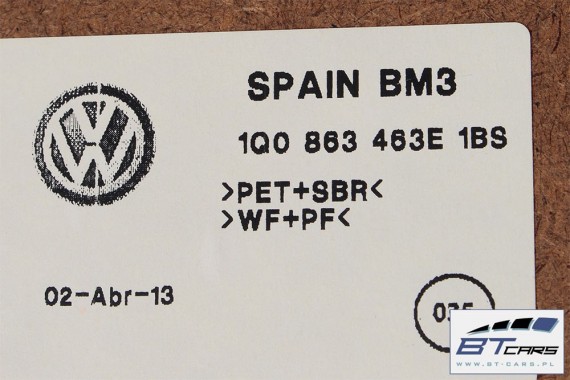 SPAIN BM3
1Q0 863 463E 1BS
>PET+SBR<
>WF+PF<
02-Abr-13
BTCARS
WWW.BT-CARS.PL